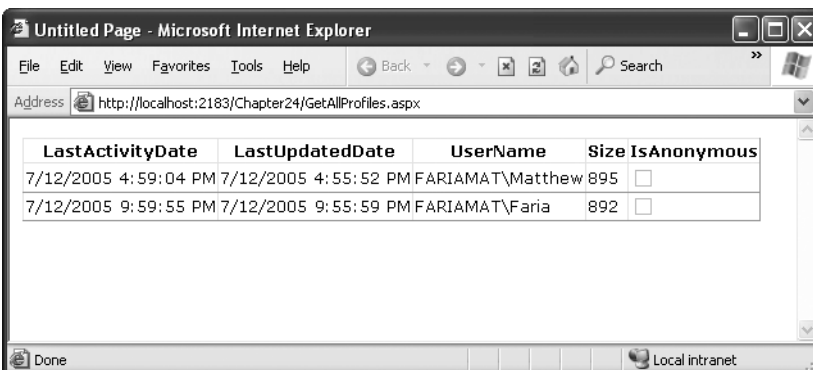 Untitled Page - Microsoft Internet Explorer
File Edit View Favorites Tools Help Back Search »
Address http://localhost:2183/Chapter24/GetAllProfiles.aspx
LastActivityDate LastUpdatedDate UserName Size IsAnonymous
7/12/2005 4:59:04 PM 7/12/2005 4:55:52 PM FARIAMAT\Matthew 895
7/12/2005 9:59:55 PM 7/12/2005 9:55:59 PM FARIAMAT\Faria 892
Done Local intranet